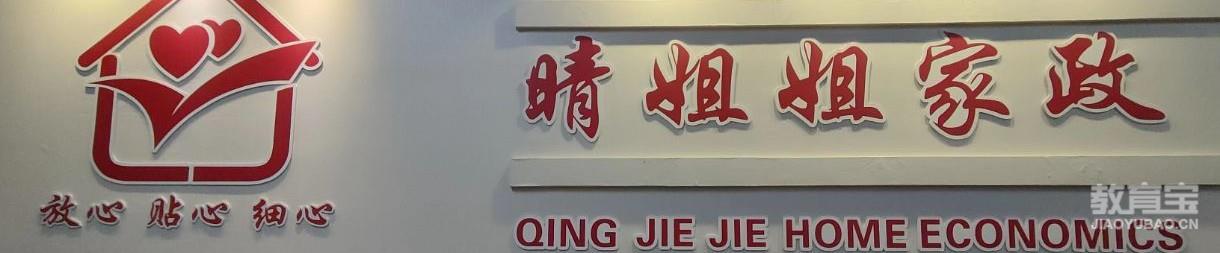 放心 贴心 细心
晴姐姐家政
QING JIE JIE HOME ECONOMICS
教育宝
JIAOYUBAO.CN